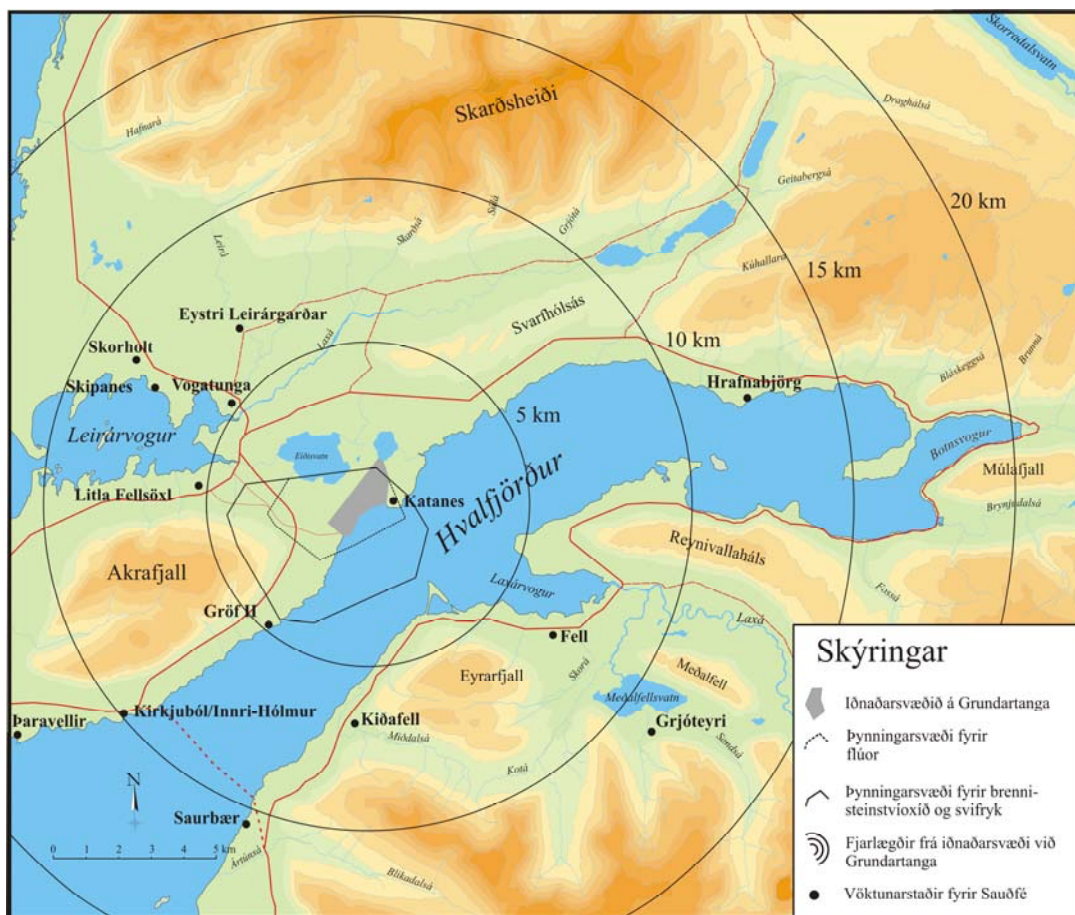 Skorradalsvatn
Skarðsheiði
Hafnará
Draghálsá
Geitabergsá
20 km
Skarðsá
Grjótá
Leirá
Kúhallará
15 km
Eystri Leirárgarðar
Svarfhólsás
Laxá
10 km
Brunná
Skorholt
Bláskeggsá
Skipanes
Vogatunga
Hrafnabjörg
5 km
Leirárvogur
Botnsvogur
Eiðisvatn
Múlafjall
Litla Fellsöxl
Katanes
Brynjudalsá
Hvalfjörður
Reynivallaháls
Akrafjall
Laxárvogur
Fossá
Gröf II
Laxá
Fell
Eyrarfjall
Skorá
Meðalfell
Meðalfellsvatn
Kirkjuból/Innri-Hólmur
Kiðafell
Þaravellir
Miðdalsá
Grjóteyri
Sandsá
Kotá
N
Saurbær
0 1 2 3 4 5 km
Ártúnsá
Blikadalsá
Skýringar
Iðnaðarsvæðið á Grundartanga
Þynningarsvæði fyrir
flúor
Þynningarsvæði fyrir brenni-
steinstvíoxíð og svifryk
Fjarlægðir frá iðnaðarsvæði við
Grundartanga
Vöktunarstaðir fyrir Sauðfé